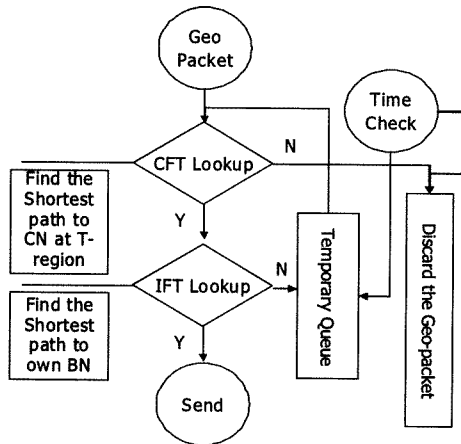 Geo
Packet
Time
Check
CFT Lookup
N
Find the
Shortest
path to
CN at T-
region
Y
IFT Lookup
N
Temporary Queue
Discard the Geo-packet
Find the
Shortest
path to
own BN
Y
Send